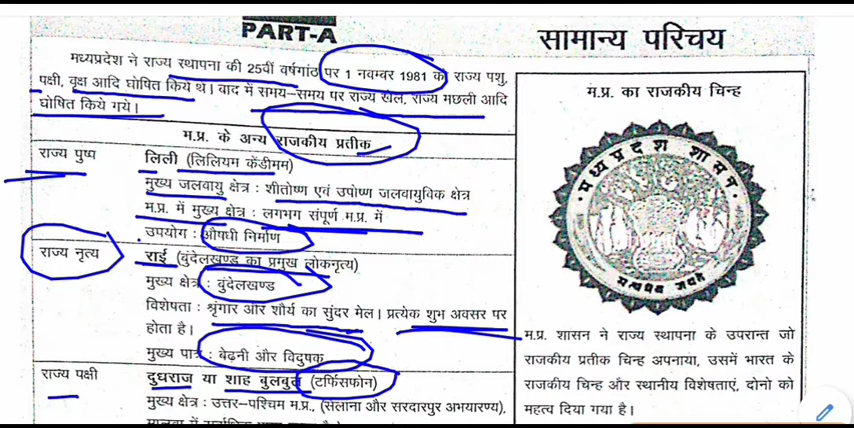 PART-A
सामान्य परिचय
मध्यप्रदेश ने राज्य स्थापना की 25वीं वर्षगांठ पर 1 नवम्बर 1981 को राज्य पशु,
पक्षी, वृक्ष आदि घोषित किये थे। बाद में समय-समय पर राज्य खेल, राज्य मछली आदि
घोषित किये गये।
म.प्र. के अन्य राजकीय प्रतीक
राज्य पुष्प
लिली (लिलियम केंडीमम)
मुख्य जलवायु क्षेत्र : शीतोष्ण एवं उपोष्ण जलवायुविक क्षेत्र
म.प्र. में मुख्य क्षेत्र : लगभग संपूर्ण म.प्र. में
उपयोग : औषधी निर्माण
राज्य नृत्य
राई (बुंदेलखण्ड का प्रमुख लोकनृत्य)
मुख्य क्षेत्र : बुंदेलखण्ड
विशेषता : श्रृंगार और शौर्य का सुंदर मेल। प्रत्येक शुभ अवसर पर
होता है।
मुख्य पात्र : बेढ़नी और विदुषक
राज्य पक्षी
दुधराज या शाह बुलबुल (टर्फिसफोन)
मुख्य क्षेत्र : उत्तर-पश्चिम म.प्र., (सैलाना और सरदारपुर अभयारण्य),
म.प्र. का राजकीय चिन्ह
मध्यप्रदेश शासन
सत्यमेव जयते
म.प्र. शासन ने राज्य स्थापना के उपरान्त जो
राजकीय प्रतीक चिन्ह अपनाया, उसमें भारत के
राजकीय चिन्ह और स्थानीय विशेषताएं, दोनो को
महत्व दिया गया है।